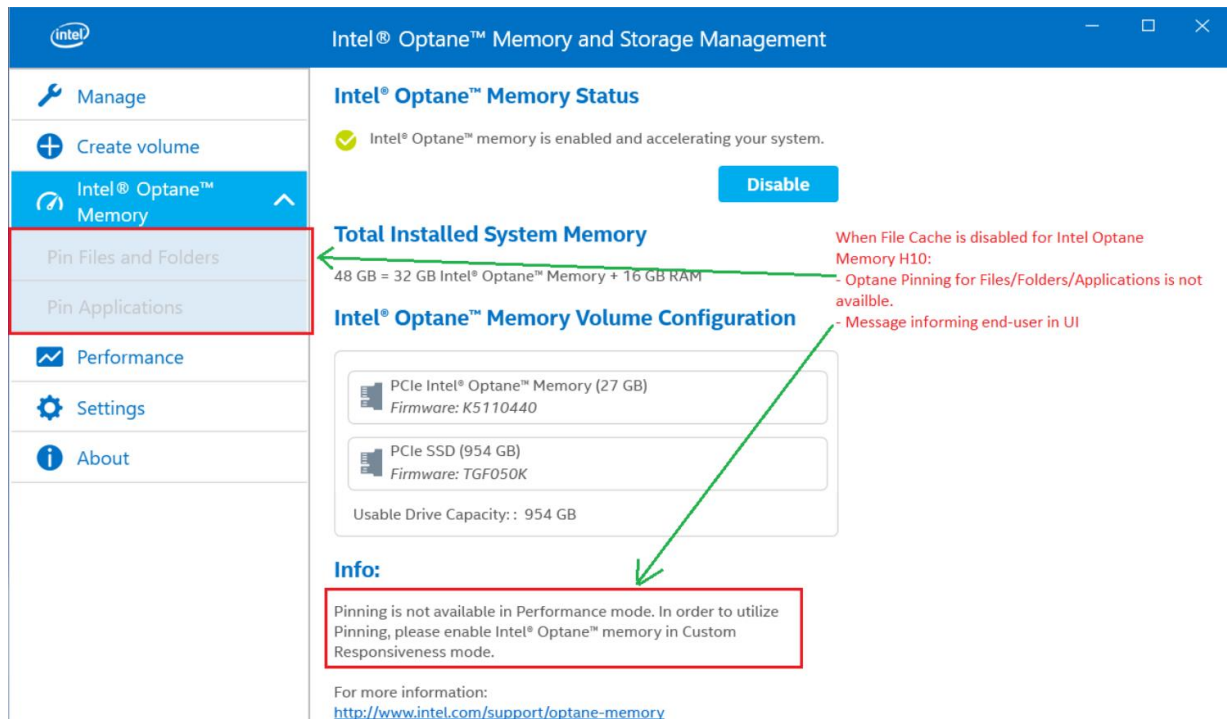 intel
Intel® Optane™ Memory and Storage Management
Manage
Create volume
Intel® Optane™
Memory
Pin Files and Folders
Pin Applications
Performance
Settings
About
Intel® Optane™ Memory Status
Intel® Optane™ memory is enabled and accelerating your system.
Disable
Total Installed System Memory
48 GB = 32 GB Intel® Optane™ Memory + 16 GB RAM
Intel® Optane™ Memory Volume Configuration
PCIe Intel® Optane™ Memory (27 GB)
Firmware: K5110440
PCIe SSD (954 GB)
Firmware: TGF050K
Usable Drive Capacity: : 954 GB
Info:
Pinning is not available in Performance mode. In order to utilize
Pinning, please enable Intel® Optane™ memory in Custom
Responsiveness mode.
For more information:
http://www.intel.com/support/optane-memory
When File Cache is disabled for Intel Optane
Memory H10:
- Optane Pinning for Files/Folders/Applications is not
availble.
- Message informing end-user in UI